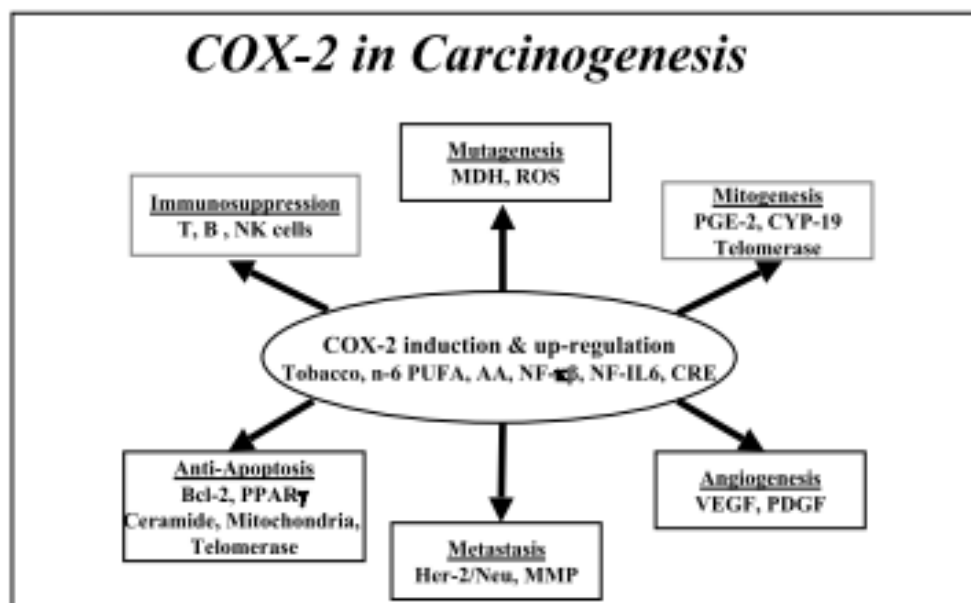 COX-2 in Carcinogenesis
Mutagenesis
MDH, ROS
Immunosuppression
T, B , NK cells
Mitogenesis
PGE-2, CYP-19
Telomerase
COX-2 induction & up-regulation
Tobacco, n-6 PUFA, AA, NF-κβ, NF-IL6, CRE
Anti-Apoptosis
Bcl-2, PPARγ
Ceramide, Mitochondria,
Telomerase
Metastasis
Her-2/Neu, MMP
Angiogenesis
VEGF, PDGF